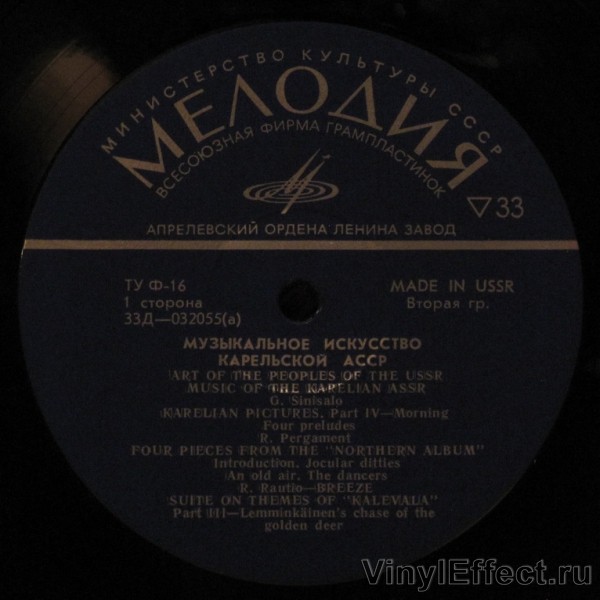 МИНИСТЕРСТВО КУЛЬТУРЫ СССР
МЕЛОДИЯ
ВСЕСОЮЗНАЯ ФИРМА ГРАМПЛАСТИНОК
▽33
АПРЕЛЕВСКИЙ ОРДЕНА ЛЕНИНА ЗАВОД
ТУ Ф-16
MADE IN USSR
1 сторона
Вторая гр.
33Д—032055(а)
МУЗЫКАЛЬНОЕ ИСКУССТВО
КАРЕЛЬСКОЙ АССР
ART OF THE PEOPLES OF THE USSR
MUSIC OF THE KARELIAN ASSR
G. Sinisalo
KARELIAN PICTURES. Part IV—Morning
Four preludes
R. Pergament
FOUR PIECES FROM THE "NORTHERN ALBUM"
Introduction. Jocular ditties
An old air. The dancers
R. Rautio—BREEZE
SUITE ON THEMES OF "KALEVALA"
Part III—Lemminkäinen's chase of the
golden deer
VinylEffect.ru